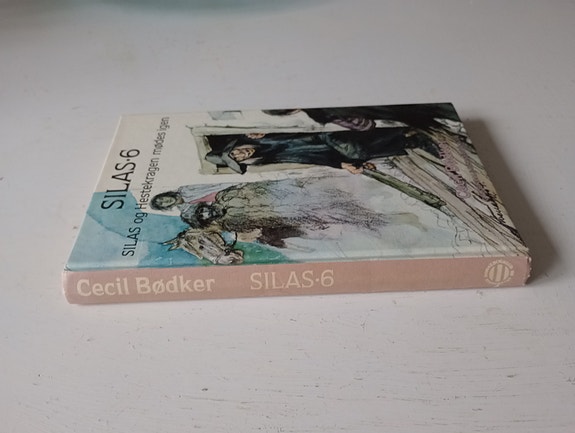 SILAS·6
SILAS og Hestekragen mødes igen
Cecil Bødker SILAS·6